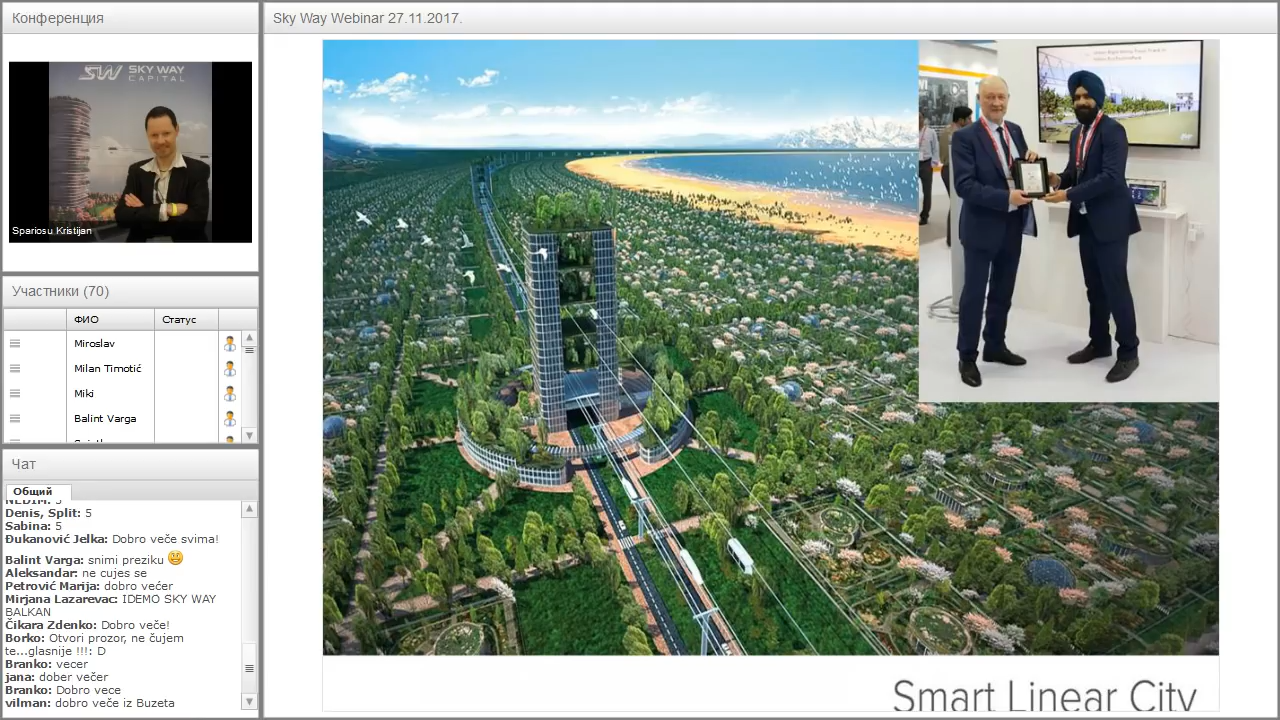 Конференция
SW SKY WAY
CAPITAL
Spariosu Kristijan
Участники (70)
ФИО Статус
Miroslav
Milan Timotić
Miki
Balint Varga
Чат
Общий
NEDIM: 5
Denis, Split: 5
Sabina: 5
Đukanović Jelka: Dobro veče svima!
Balint Varga: snimi preziku
Aleksandar: ne cujes se
Petrović Marija: dobro večer
Mirjana Lazarevac: IDEMO SKY WAY
BALKAN
Čikara Zdenko: Dobro veče!
Borko: Otvori prozor, ne čujem
te...glasnije !!!: D
Branko: vecer
jana: dober večer
Branko: Dobro vece
vilman: dobro veče iz Buzeta
Sky Way Webinar 27.11.2017.
Smart Linear City